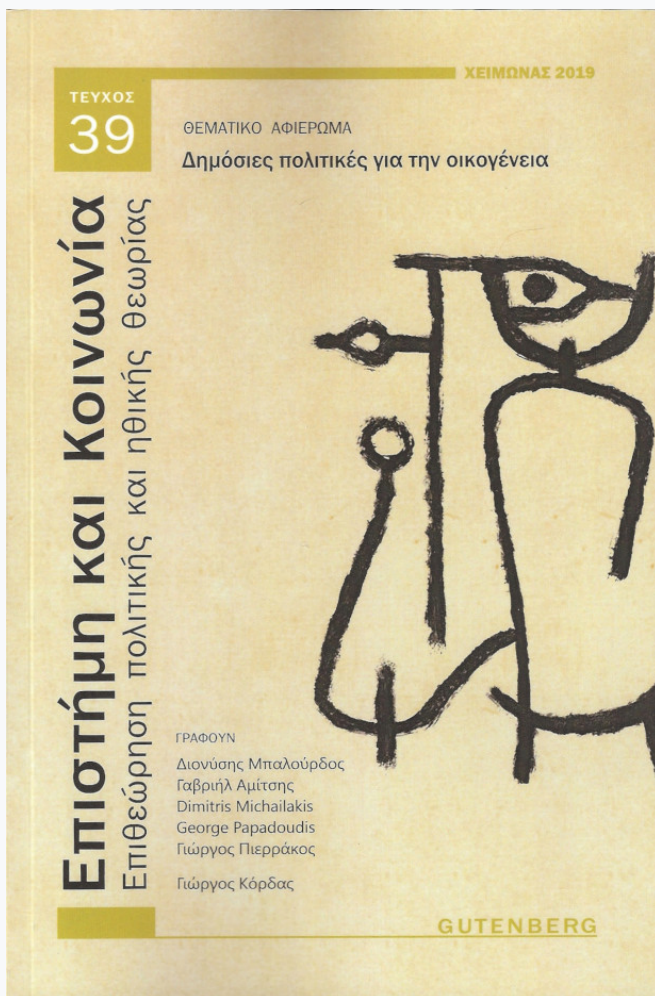 ΧΕΙΜΩΝΑΣ 2019
ΤΕΥΧΟΣ
39
ΘΕΜΑΤΙΚΟ ΑΦΙΕΡΩΜΑ
Δημόσιες πολιτικές για την οικογένεια
Επιστήμη και Κοινωνία
Επιθεώρηση πολιτικής και ηθικής θεωρίας
ΓΡΑΦΟΥΝ
Διονύσης Μπαλούρδος
Γαβριήλ Αμίτσης
Dimitris Michailakis
George Papadoudis
Γιώργος Πιερράκος
Γιώργος Κόρδας
GUTENBERG